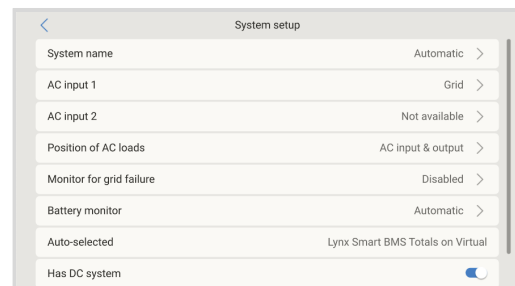 System setup
System name Automatic
AC input 1 Grid
AC input 2 Not available
Position of AC loads AC input & output
Monitor for grid failure Disabled
Battery monitor Automatic
Auto-selected Lynx Smart BMS Totals on Virtual
Has DC system